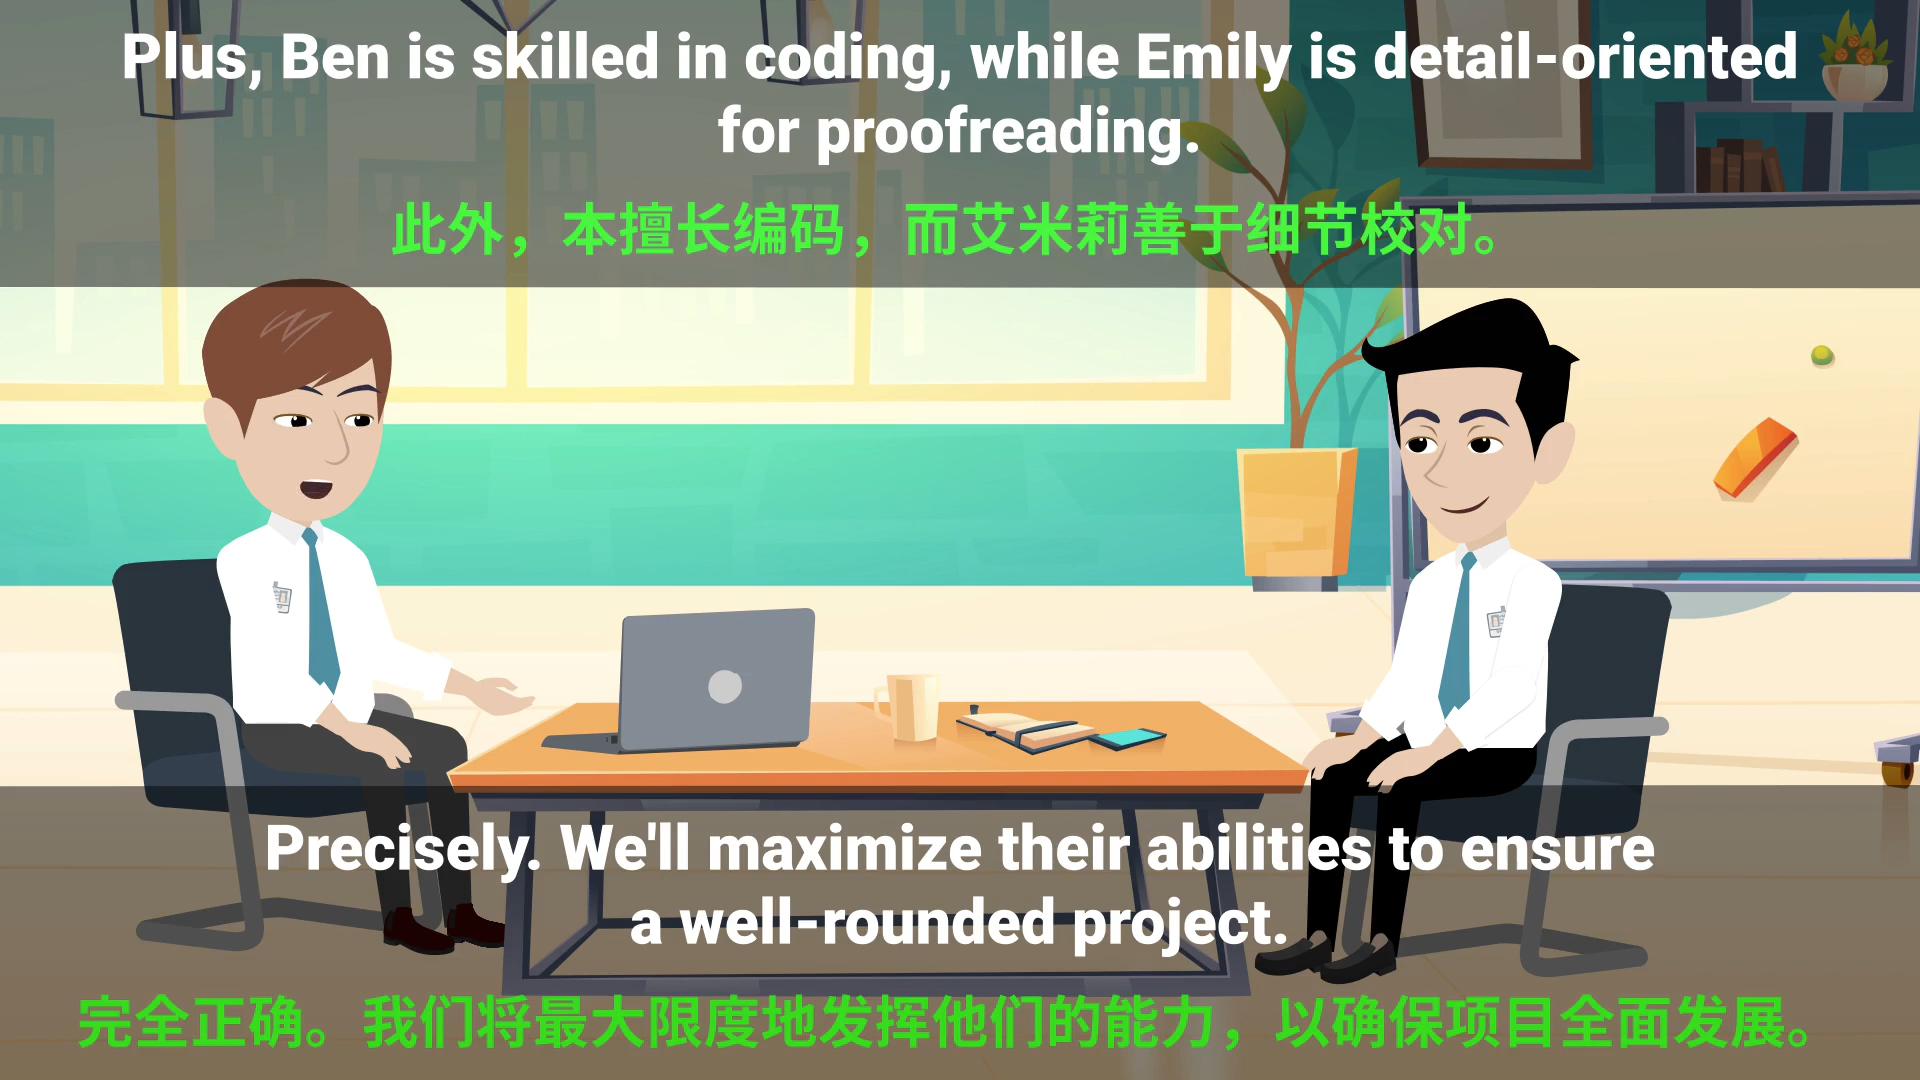 Plus, Ben is skilled in coding, while Emily is detail-oriented
for proofreading.
此外，本擅长编码，而艾米莉善于细节校对。
Precisely. We'll maximize their abilities to ensure
a well-rounded project.
完全正确。我们将最大限度地发挥他们的能力，以确保项目全面发展。